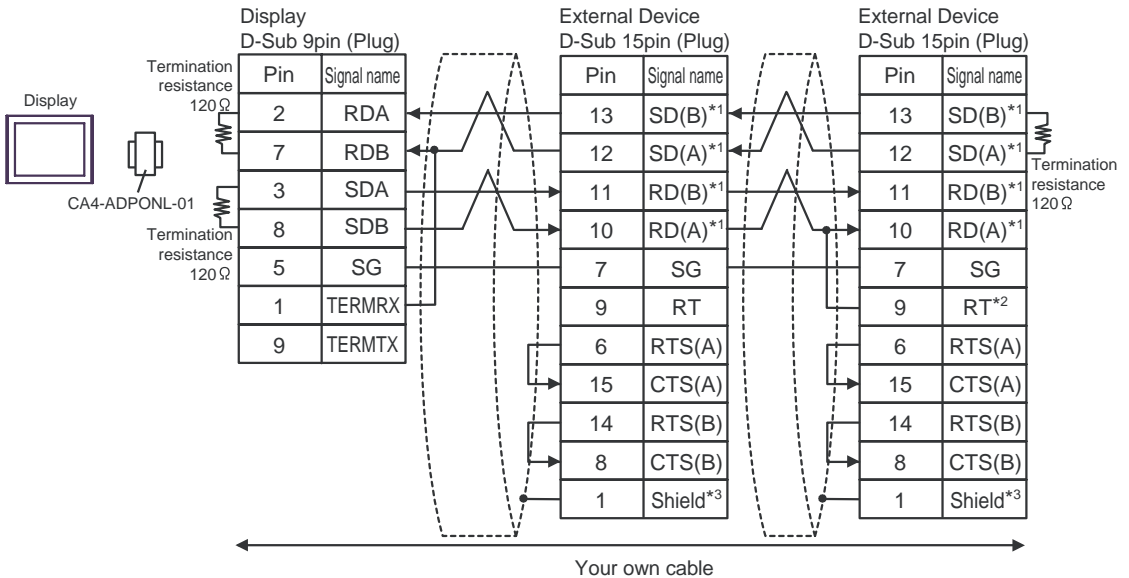 Display
D-Sub 9pin (Plug)
External Device
D-Sub 15pin (Plug)
External Device
D-Sub 15pin (Plug)
Display
CA4-ADPONL-01
Termination
resistance
120Ω
Termination
resistance
120Ω
Pin Signal name
2 RDA
7 RDB
3 SDA
8 SDB
5 SG
1 TERMRX
9 TERMTX
Pin Signal name
13 SD(B)*1
12 SD(A)*1
11 RD(B)*1
10 RD(A)*1
7 SG
9 RT
6 RTS(A)
15 CTS(A)
14 RTS(B)
8 CTS(B)
1 Shield*3
Pin Signal name
13 SD(B)*1
12 SD(A)*1
11 RD(B)*1
10 RD(A)*1
7 SG
9 RT*2
6 RTS(A)
15 CTS(A)
14 RTS(B)
8 CTS(B)
1 Shield*3
Termination
resistance
120Ω
Your own cable